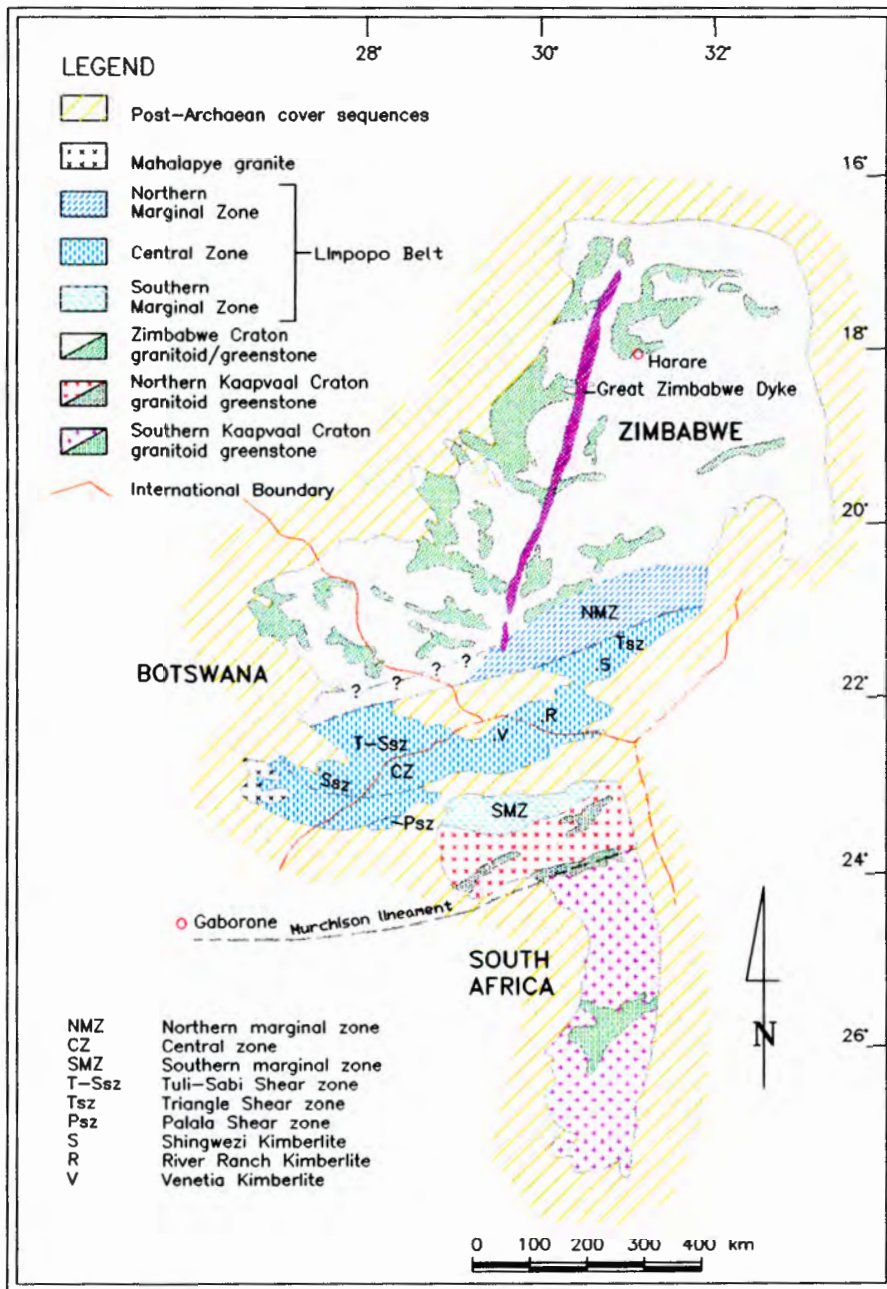 28° 30° 32°
LEGEND
Post-Archaean cover sequences
Mahalapye granite
Northern
Marginal Zone
Central Zone
Limpopo Belt
Southern
Marginal Zone
Zimbabwe Craton
granitoid/greenstone
Northern Kaapvaal Craton
granitoid greenstone
Southern Kaapvaal Craton
granitoid greenstone
International Boundary
16°
18°
Harare
Great Zimbabwe Dyke
ZIMBABWE
20°
NMZ
Tsz
S
BOTSWANA
? ? ? ?
22°
R
V
T-Ssz
CZ
Ssz
SMZ
Psz
24°
Gaborone
Murchison lineament
SOUTH
AFRICA
26°
N
NMZ Northern marginal zone
CZ Central zone
SMZ Southern marginal zone
T-Ssz Tuli-Sabi Shear zone
Tsz Triangle Shear zone
Psz Palala Shear zone
S Shingwezi Kimberlite
R River Ranch Kimberlite
V Venetia Kimberlite
0 100 200 300 400 km